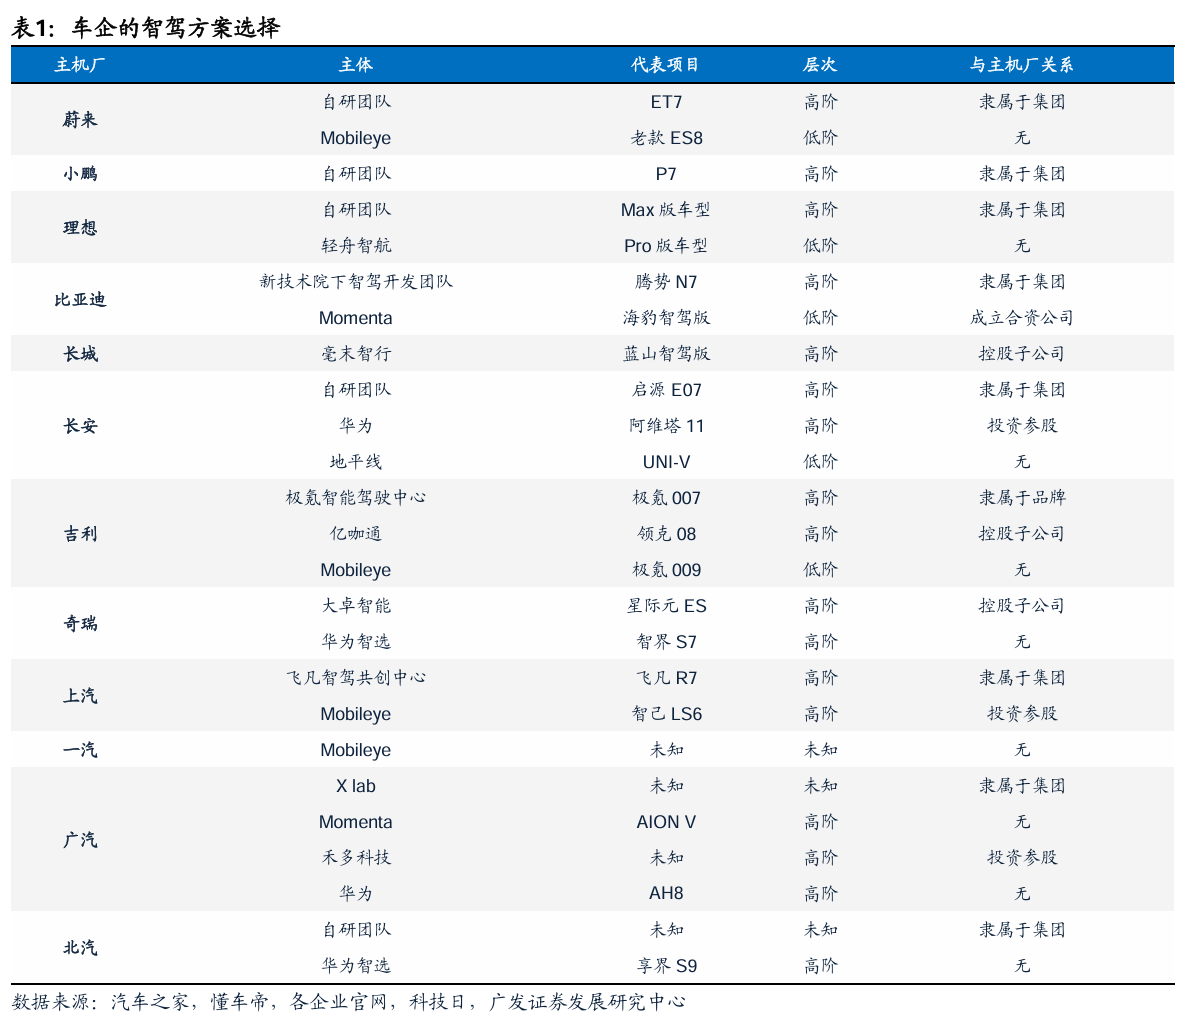 表1：车企的智驾方案选择
主机厂 主体 代表项目 层次 与主机厂关系
蔚来 自研团队 ET7 高阶 隶属于集团
Mobileye 老款 ES8 低阶 无
小鹏 自研团队 P7 高阶 隶属于集团
理想 自研团队 Max 版车型 高阶 隶属于集团
轻舟智航 Pro 版车型 低阶 无
比亚迪 新技术院下智驾开发团队 腾势 N7 高阶 隶属于集团
Momenta 海豹智驾版 低阶 成立合资公司
长城 毫末智行 蓝山智驾版 高阶 控股子公司
长安 自研团队 启源 E07 高阶 隶属于集团
华为 阿维塔 11 高阶 投资参股
地平线 UNI-V 低阶 无
吉利 极氪智能驾驶中心 极氪 007 高阶 隶属于品牌
亿咖通 领克 08 高阶 控股子公司
Mobileye 极氪 009 低阶 无
奇瑞 大卓智能 星际元 ES 高阶 控股子公司
华为智选 智界 S7 高阶 无
上汽 飞凡智驾共创中心 飞凡 R7 高阶 隶属于集团
Mobileye 智己 LS6 高阶 投资参股
一汽 Mobileye 未知 未知 无
广汽 X lab 未知 未知 隶属于集团
Momenta AION V 高阶 无
禾多科技 未知 高阶 投资参股
华为 AH8 高阶 无
北汽 自研团队 未知 未知 隶属于集团
华为智选 享界 S9 高阶 无
数据来源：汽车之家，懂车帝，各企业官网，科技日，广发证券发展研究中心